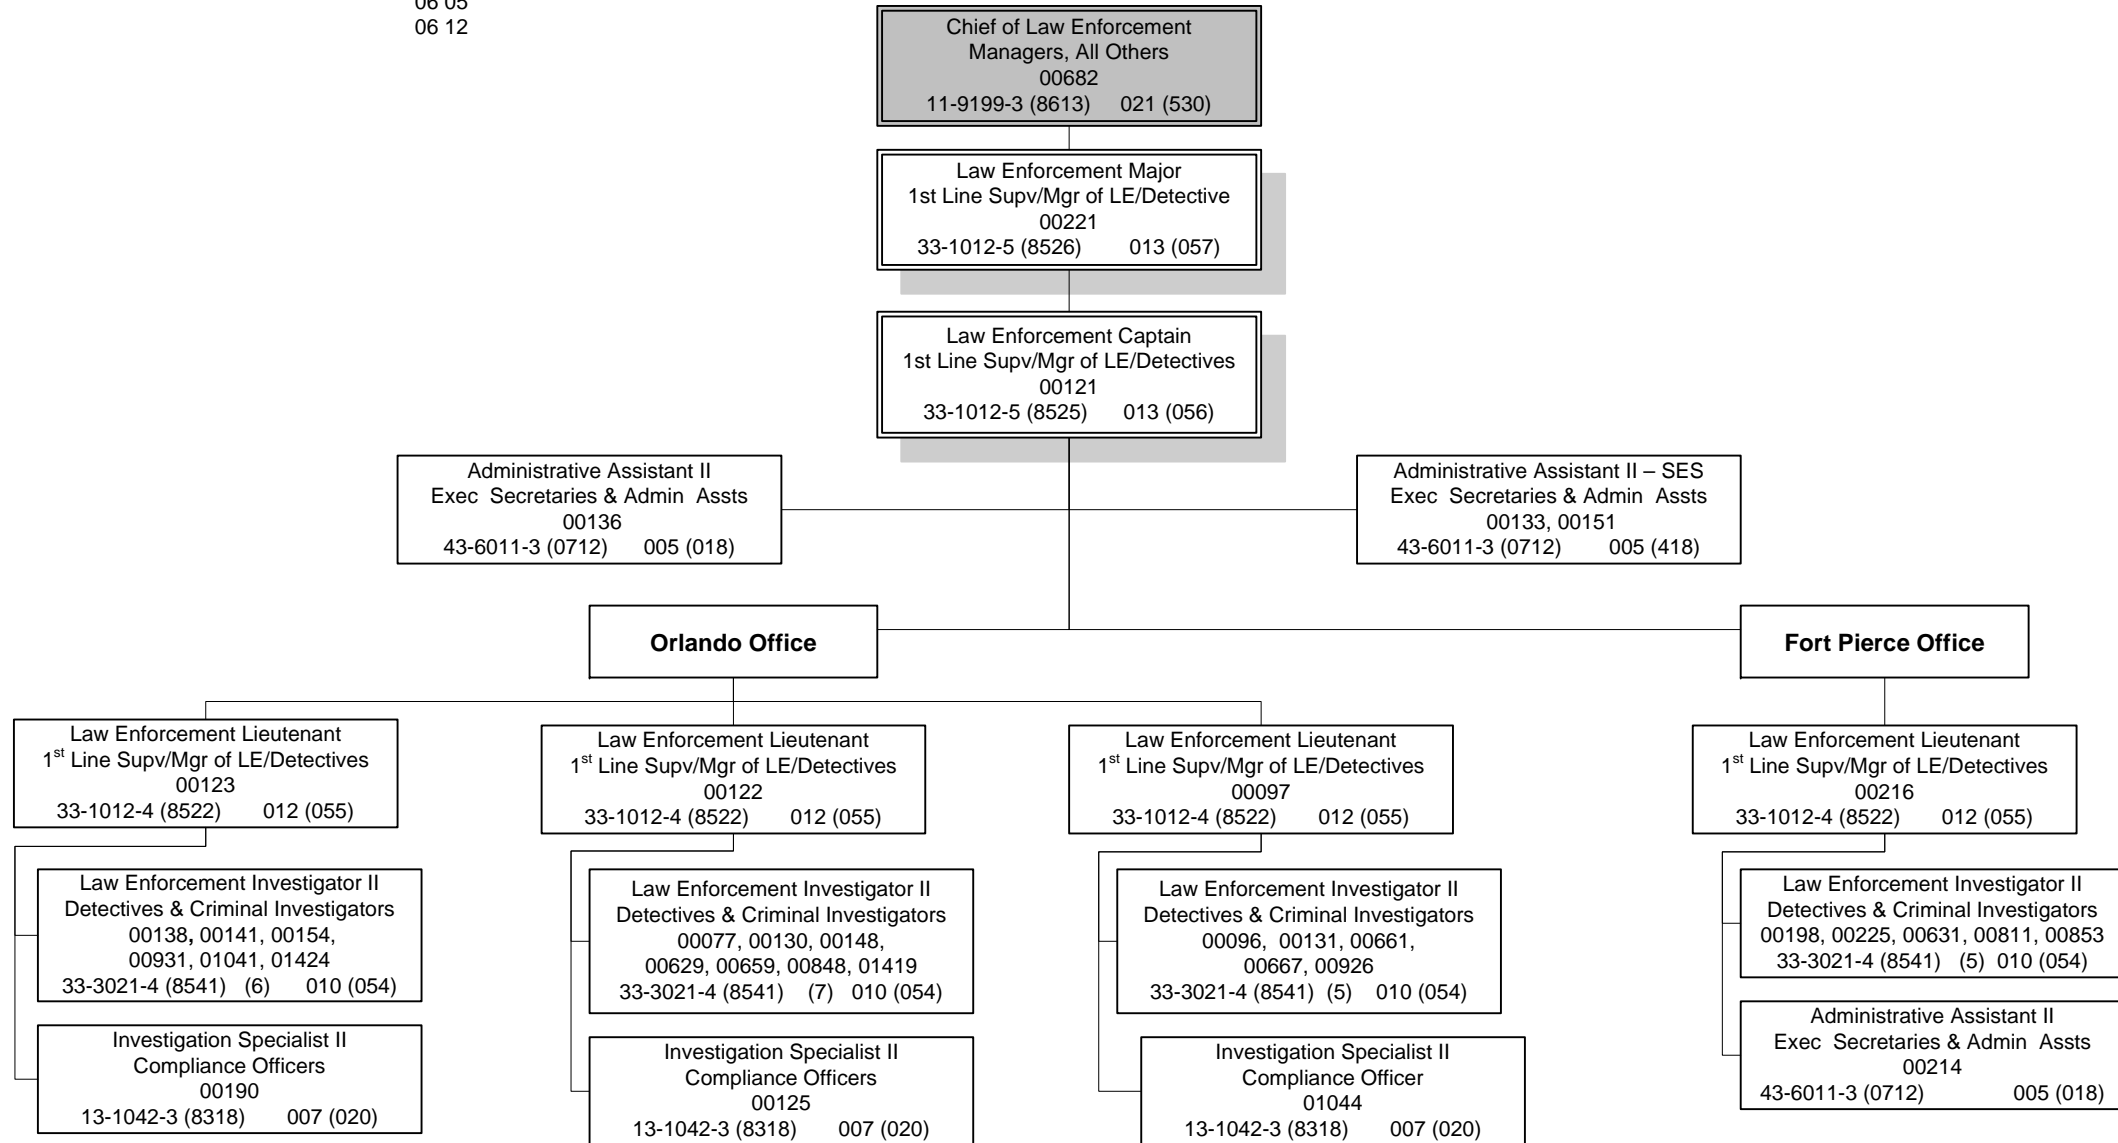 06 05
06 12
Chief of Law Enforcement
Managers, All Others
00682
11-9199-3 (8613) 021 (530)
Law Enforcement Major
1st Line Supv/Mgr of LE/Detective
00221
33-1012-5 (8526) 013 (057)
Law Enforcement Captain
1st Line Supv/Mgr of LE/Detectives
00121
33-1012-5 (8525) 013 (056)
Administrative Assistant II
Exec Secretaries & Admin Assts
00136
43-6011-3 (0712) 005 (018)
Administrative Assistant II – SES
Exec Secretaries & Admin Assts
00133, 00151
43-6011-3 (0712) 005 (418)
Orlando Office
Fort Pierce Office
Law Enforcement Lieutenant
1st Line Supv/Mgr of LE/Detectives
00123
33-1012-4 (8522) 012 (055)
Law Enforcement Lieutenant
1st Line Supv/Mgr of LE/Detectives
00122
33-1012-4 (8522) 012 (055)
Law Enforcement Lieutenant
1st Line Supv/Mgr of LE/Detectives
00097
33-1012-4 (8522) 012 (055)
Law Enforcement Lieutenant
1st Line Supv/Mgr of LE/Detectives
00216
33-1012-4 (8522) 012 (055)
Law Enforcement Investigator II
Detectives & Criminal Investigators
00138, 00141, 00154,
00931, 01041, 01424
33-3021-4 (8541) (6) 010 (054)
Law Enforcement Investigator II
Detectives & Criminal Investigators
00077, 00130, 00148,
00629, 00659, 00848, 01419
33-3021-4 (8541) (7) 010 (054)
Law Enforcement Investigator II
Detectives & Criminal Investigators
00096, 00131, 00661,
00667, 00926
33-3021-4 (8541) (5) 010 (054)
Law Enforcement Investigator II
Detectives & Criminal Investigators
00198, 00225, 00631, 00811, 00853
33-3021-4 (8541) (5) 010 (054)
Investigation Specialist II
Compliance Officers
00190
13-1042-3 (8318) 007 (020)
Investigation Specialist II
Compliance Officers
00125
13-1042-3 (8318) 007 (020)
Investigation Specialist II
Compliance Officer
01044
13-1042-3 (8318) 007 (020)
Administrative Assistant II
Exec Secretaries & Admin Assts
00214
43-6011-3 (0712) 005 (018)